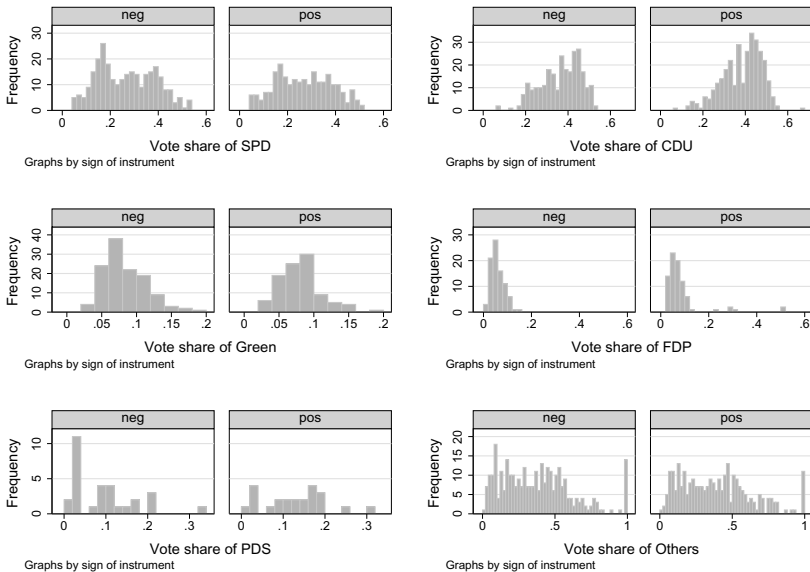 neg pos
Frequency
0 10 20 30
0 .2 .4 .6 0 .2 .4 .6
Vote share of SPD
Graphs by sign of instrument
neg pos
Frequency
0 10 20 30
0 .2 .4 .6 0 .2 .4 .6
Vote share of CDU
Graphs by sign of instrument
neg pos
Frequency
0 10 20 30 40
0 .05 .1 .15 .2 0 .05 .1 .15 .2
Vote share of Green
Graphs by sign of instrument
neg pos
Frequency
0 10 20 30
0 .2 .4 .6 0 .2 .4 .6
Vote share of FDP
Graphs by sign of instrument
neg pos
Frequency
0 5 10
0 .1 .2 .3 0 .1 .2 .3
Vote share of PDS
Graphs by sign of instrument
neg pos
Frequency
0 5 10 15 20
0 .5 1 0 .5 1
Vote share of Others
Graphs by sign of instrument